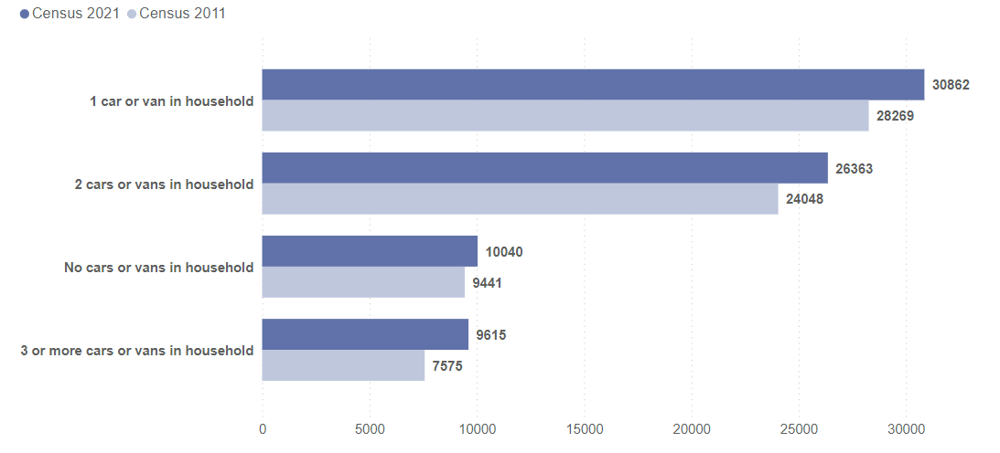 Census 2021 Census 2011
1 car or van in household
30862
28269
2 cars or vans in household
26363
24048
No cars or vans in household
10040
9441
3 or more cars or vans in household
9615
7575
0 5000 10000 15000 20000 25000 30000